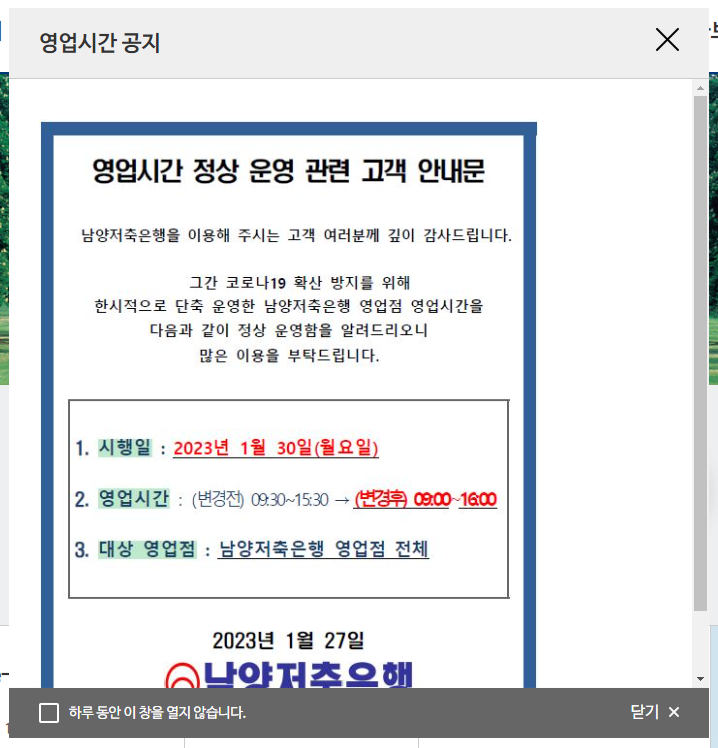 영업시간 공지
영업시간 정상 운영 관련 고객 안내문
남양저축은행을 이용해 주시는 고객 여러분께 깊이 감사드립니다.
그간 코로나19 확산 방지를 위해
한시적으로 단축 운영한 남양저축은행 영업점 영업시간을
다음과 같이 정상 운영함을 알려드리오니
많은 이용을 부탁드립니다.
1. 시행일 : 2023년 1월 30일(월요일)
2. 영업시간 : (변경전) 09:30~15:30 → (변경후) 09:00~16:00
3. 대상 영업점 : 남양저축은행 영업점 전체
2023년 1월 27일
남양저축은행
하루 동안 이 창을 열지 않습니다.
닫기 ×